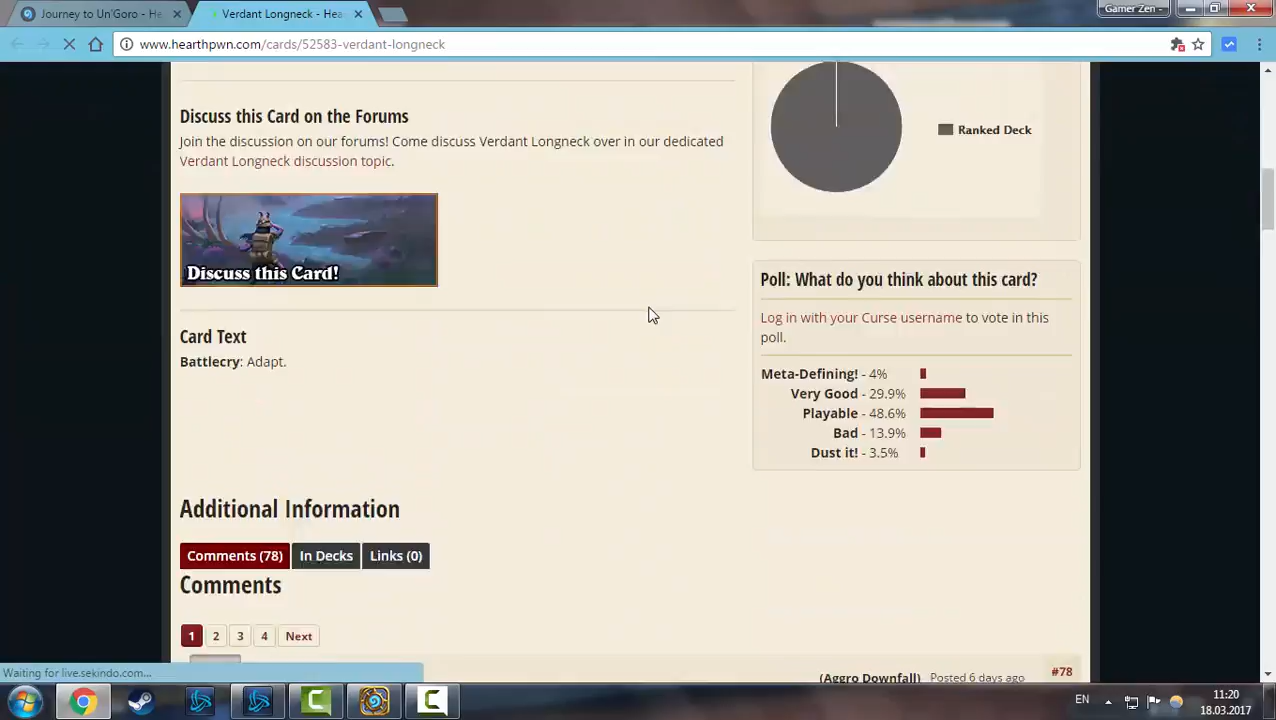 Journey to Un'Goro - He
Verdant Longneck - Hea
Gamer Zen -
www.hearthpwn.com/cards/52583-verdant-longneck
Discuss this Card on the Forums
Join the discussion on our forums! Come discuss Verdant Longneck over in our dedicated
Verdant Longneck discussion topic.
Discuss this Card!
Ranked Deck
Card Text
Battlecry: Adapt.
Poll: What do you think about this card?
Log in with your Curse username to vote in this
poll.
Meta-Defining! - 4%
Very Good - 29.9%
Playable - 48.6%
Bad - 13.9%
Dust it! - 3.5%
Additional Information
Comments (78)
In Decks
Links (0)
Comments
1
2
3
4
Next
(Aggro Downfall)
Posted 6 days ago
#78
Waiting for live.sekindo.com...
EN
11:20
18.03.2017